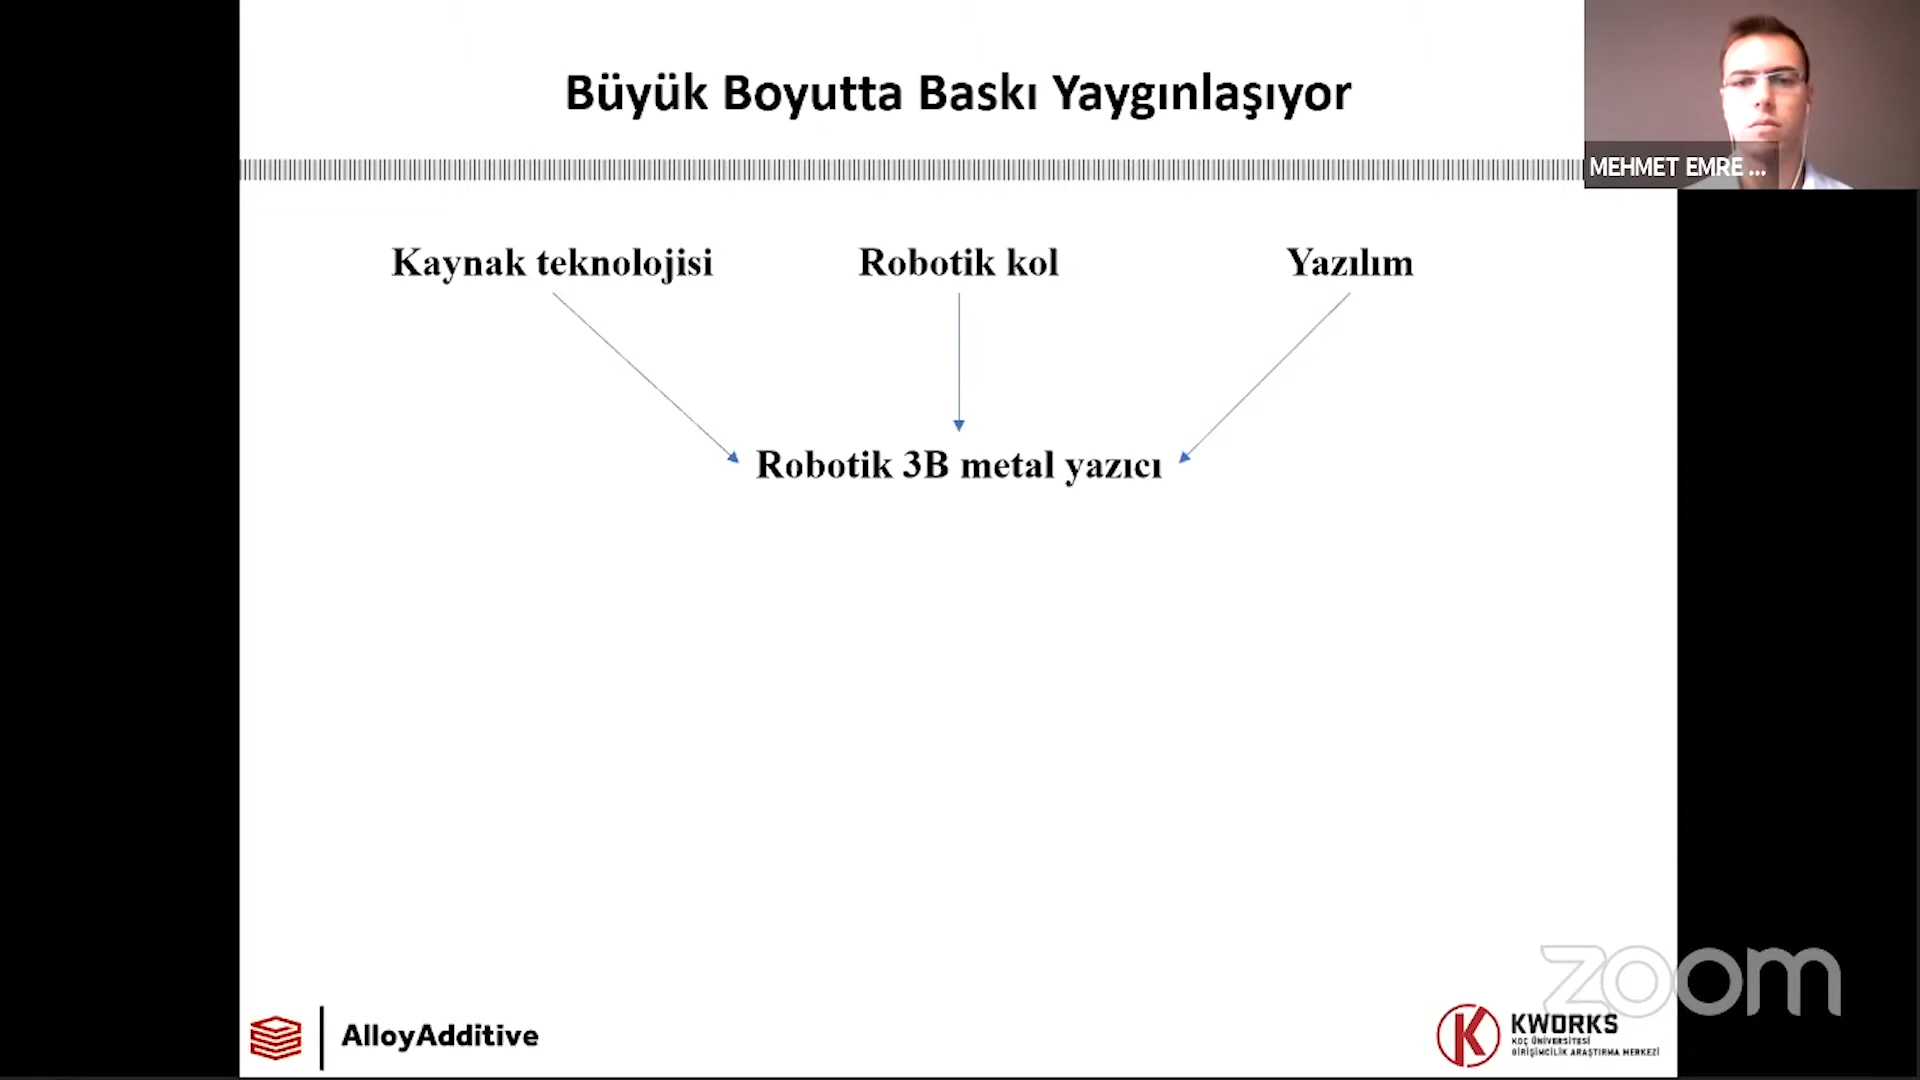 Büyük Boyutta Baskı Yaygınlaşıyor
MEHMET EMRE ...
Kaynak teknolojisi
Robotik kol
Yazılım
Robotik 3B metal yazıcı
zoom
AlloyAdditive
KWORKS
KOÇ ÜNİVERSİTESİ
GİRİŞİMCİLİK ARAŞTIRMA MERKEZİ